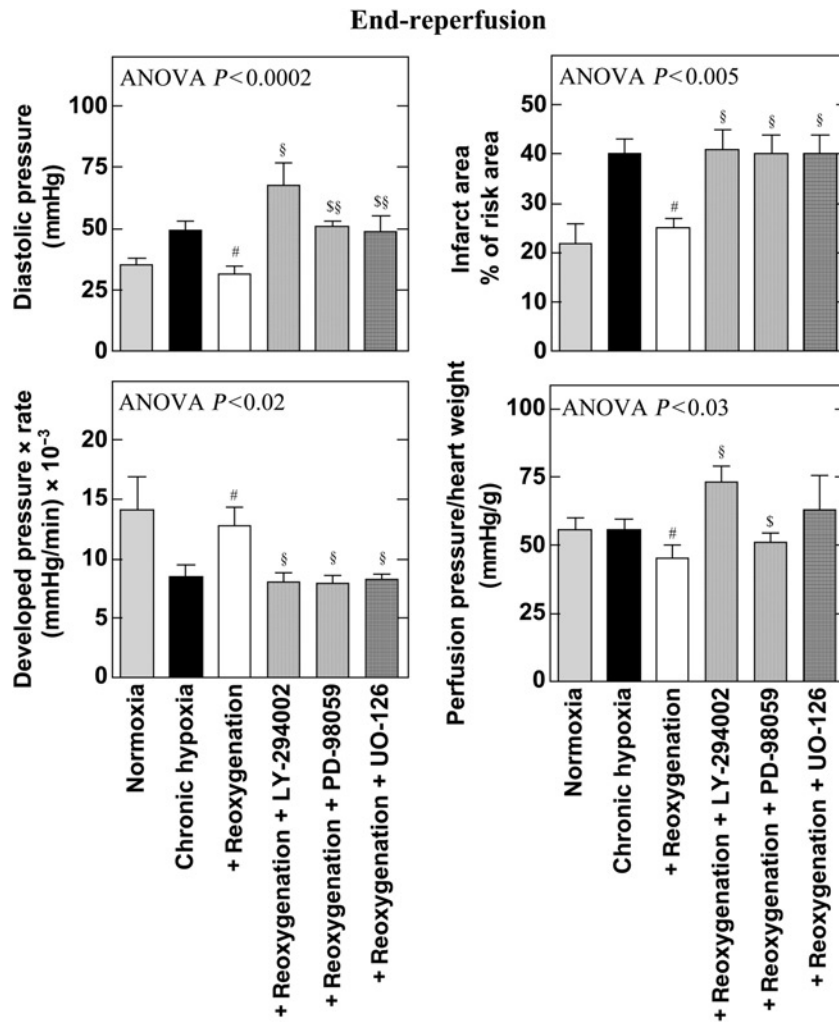 End-reperfusion
ANOVA P<0.0002
Diastolic pressure
(mmHg)
100
75
50
25
0
#
§
$§
$§
ANOVA P<0.005
Infarct area
% of risk area
50
40
30
20
10
0
#
§
§
§
ANOVA P<0.02
Developed pressure × rate
(mmHg/min) × 10⁻³
20
15
10
5
0
#
§
§
§
Normoxia
Chronic hypoxia
+ Reoxygenation
+ Reoxygenation + LY-294002
+ Reoxygenation + PD-98059
+ Reoxygenation + UO-126
ANOVA P<0.03
Perfusion pressure/heart weight
(mmHg/g)
100
75
50
25
0
#
§
$
Normoxia
Chronic hypoxia
+ Reoxygenation
+ Reoxygenation + LY-294002
+ Reoxygenation + PD-98059
+ Reoxygenation + UO-126